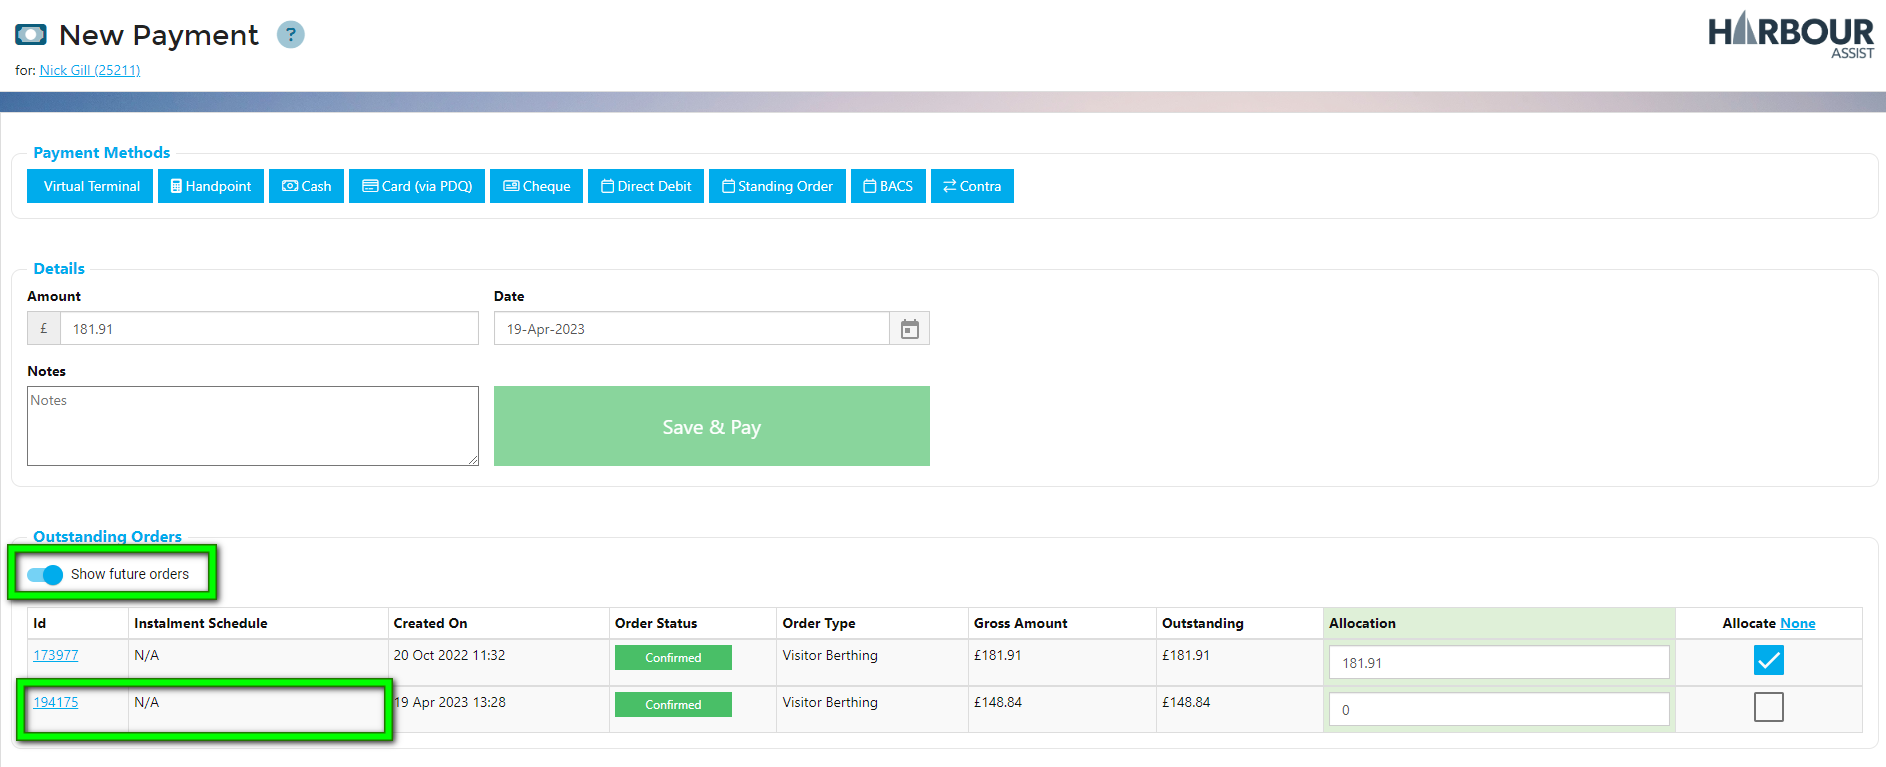 New Payment ?
HARBOUR
ASSIST
for: Nick Gill (25211)
Payment Methods
Virtual Terminal Handpoint Cash Card (via PDQ) Cheque Direct Debit Standing Order BACS Contra
Details
Amount Date
£ 181.91 19-Apr-2023
Notes
Notes
Save & Pay
Outstanding Orders
Show future orders
Id Instalment Schedule Created On Order Status Order Type Gross Amount Outstanding Allocation Allocate None
173977 N/A 20 Oct 2022 11:32 Confirmed Visitor Berthing £181.91 £181.91 181.91
194175 N/A 19 Apr 2023 13:28 Confirmed Visitor Berthing £148.84 £148.84 0